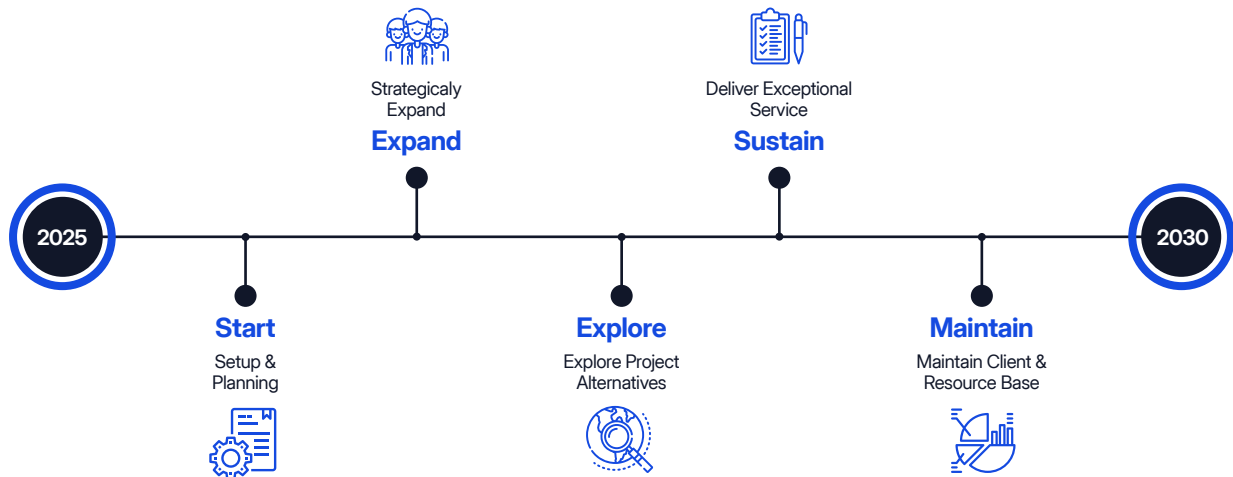 Strategicaly
Expand
Expand
Deliver Exceptional
Service
Sustain
2025
2030
Start
Setup &
Planning
Explore
Explore Project
Alternatives
Maintain
Maintain Client &
Resource Base